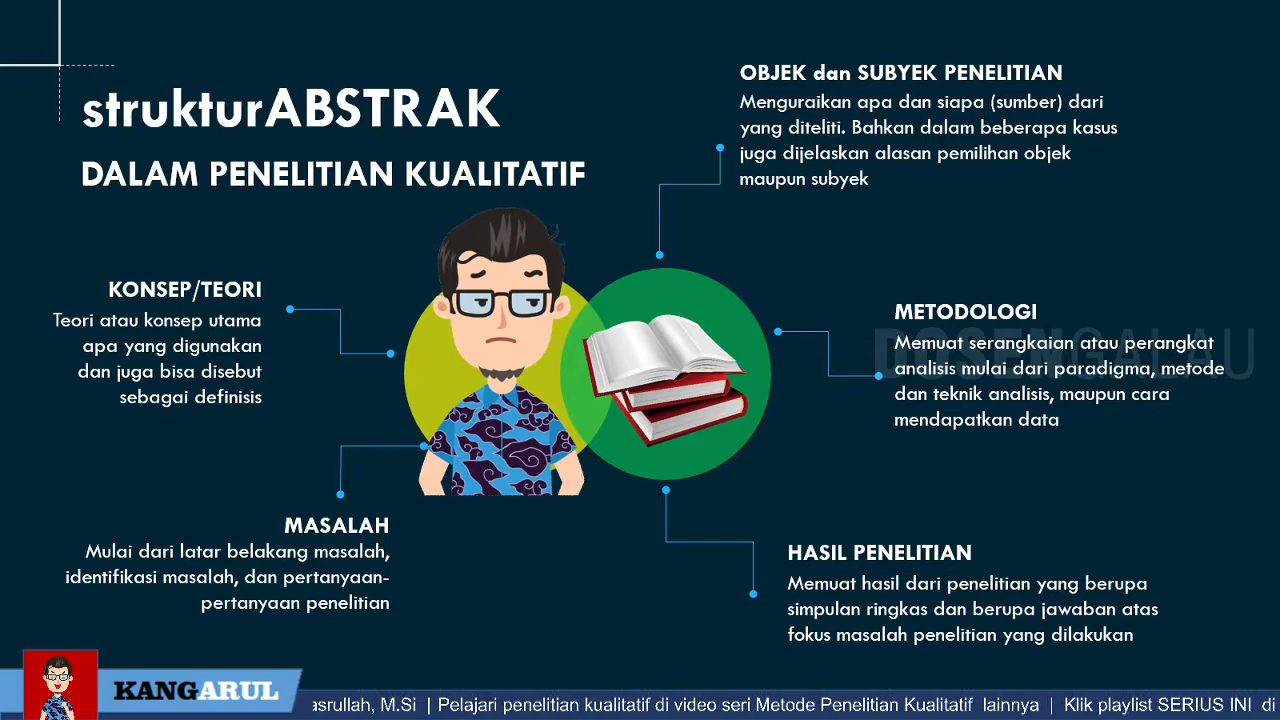 strukturABSTRAK
DALAM PENELITIAN KUALITATIF
OBJEK dan SUBYEK PENELITIAN
Menguraikan apa dan siapa (sumber) dari
yang diteliti. Bahkan dalam beberapa kasus
juga dijelaskan alasan pemilihan objek
maupun subyek
KONSEP/TEORI
Teori atau konsep utama
apa yang digunakan
dan juga bisa disebut
sebagai definisis
METODOLOGI
DOSENGALAU
Memuat serangkaian atau perangkat
analisis mulai dari paradigma, metode
dan teknik analisis, maupun cara
mendapatkan data
MASALAH
Mulai dari latar belakang masalah,
identifikasi masalah, dan pertanyaan-
pertanyaan penelitian
HASIL PENELITIAN
Memuat hasil dari penelitian yang berupa
simpulan ringkas dan berupa jawaban atas
fokus masalah penelitian yang dilakukan
KANGARUL
asrullah, M.Si | Pelajari penelitian kualitatif di video seri Metode Penelitian Kualitatif lainnya | Klik playlist SERIUS INI di